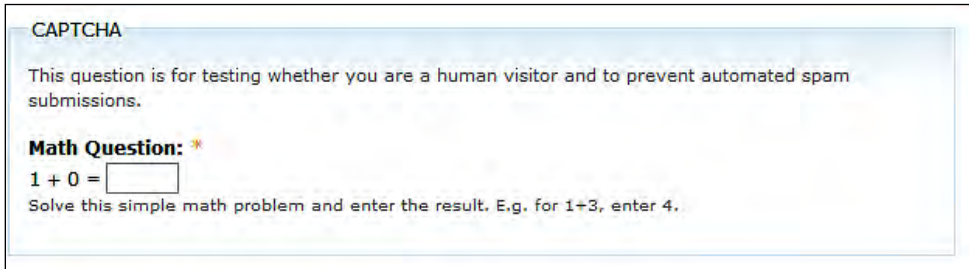 CAPTCHA
This question is for testing whether you are a human visitor and to prevent automated spam
submissions.
Math Question: *
1 + 0 =
Solve this simple math problem and enter the result. E.g. for 1+3, enter 4.